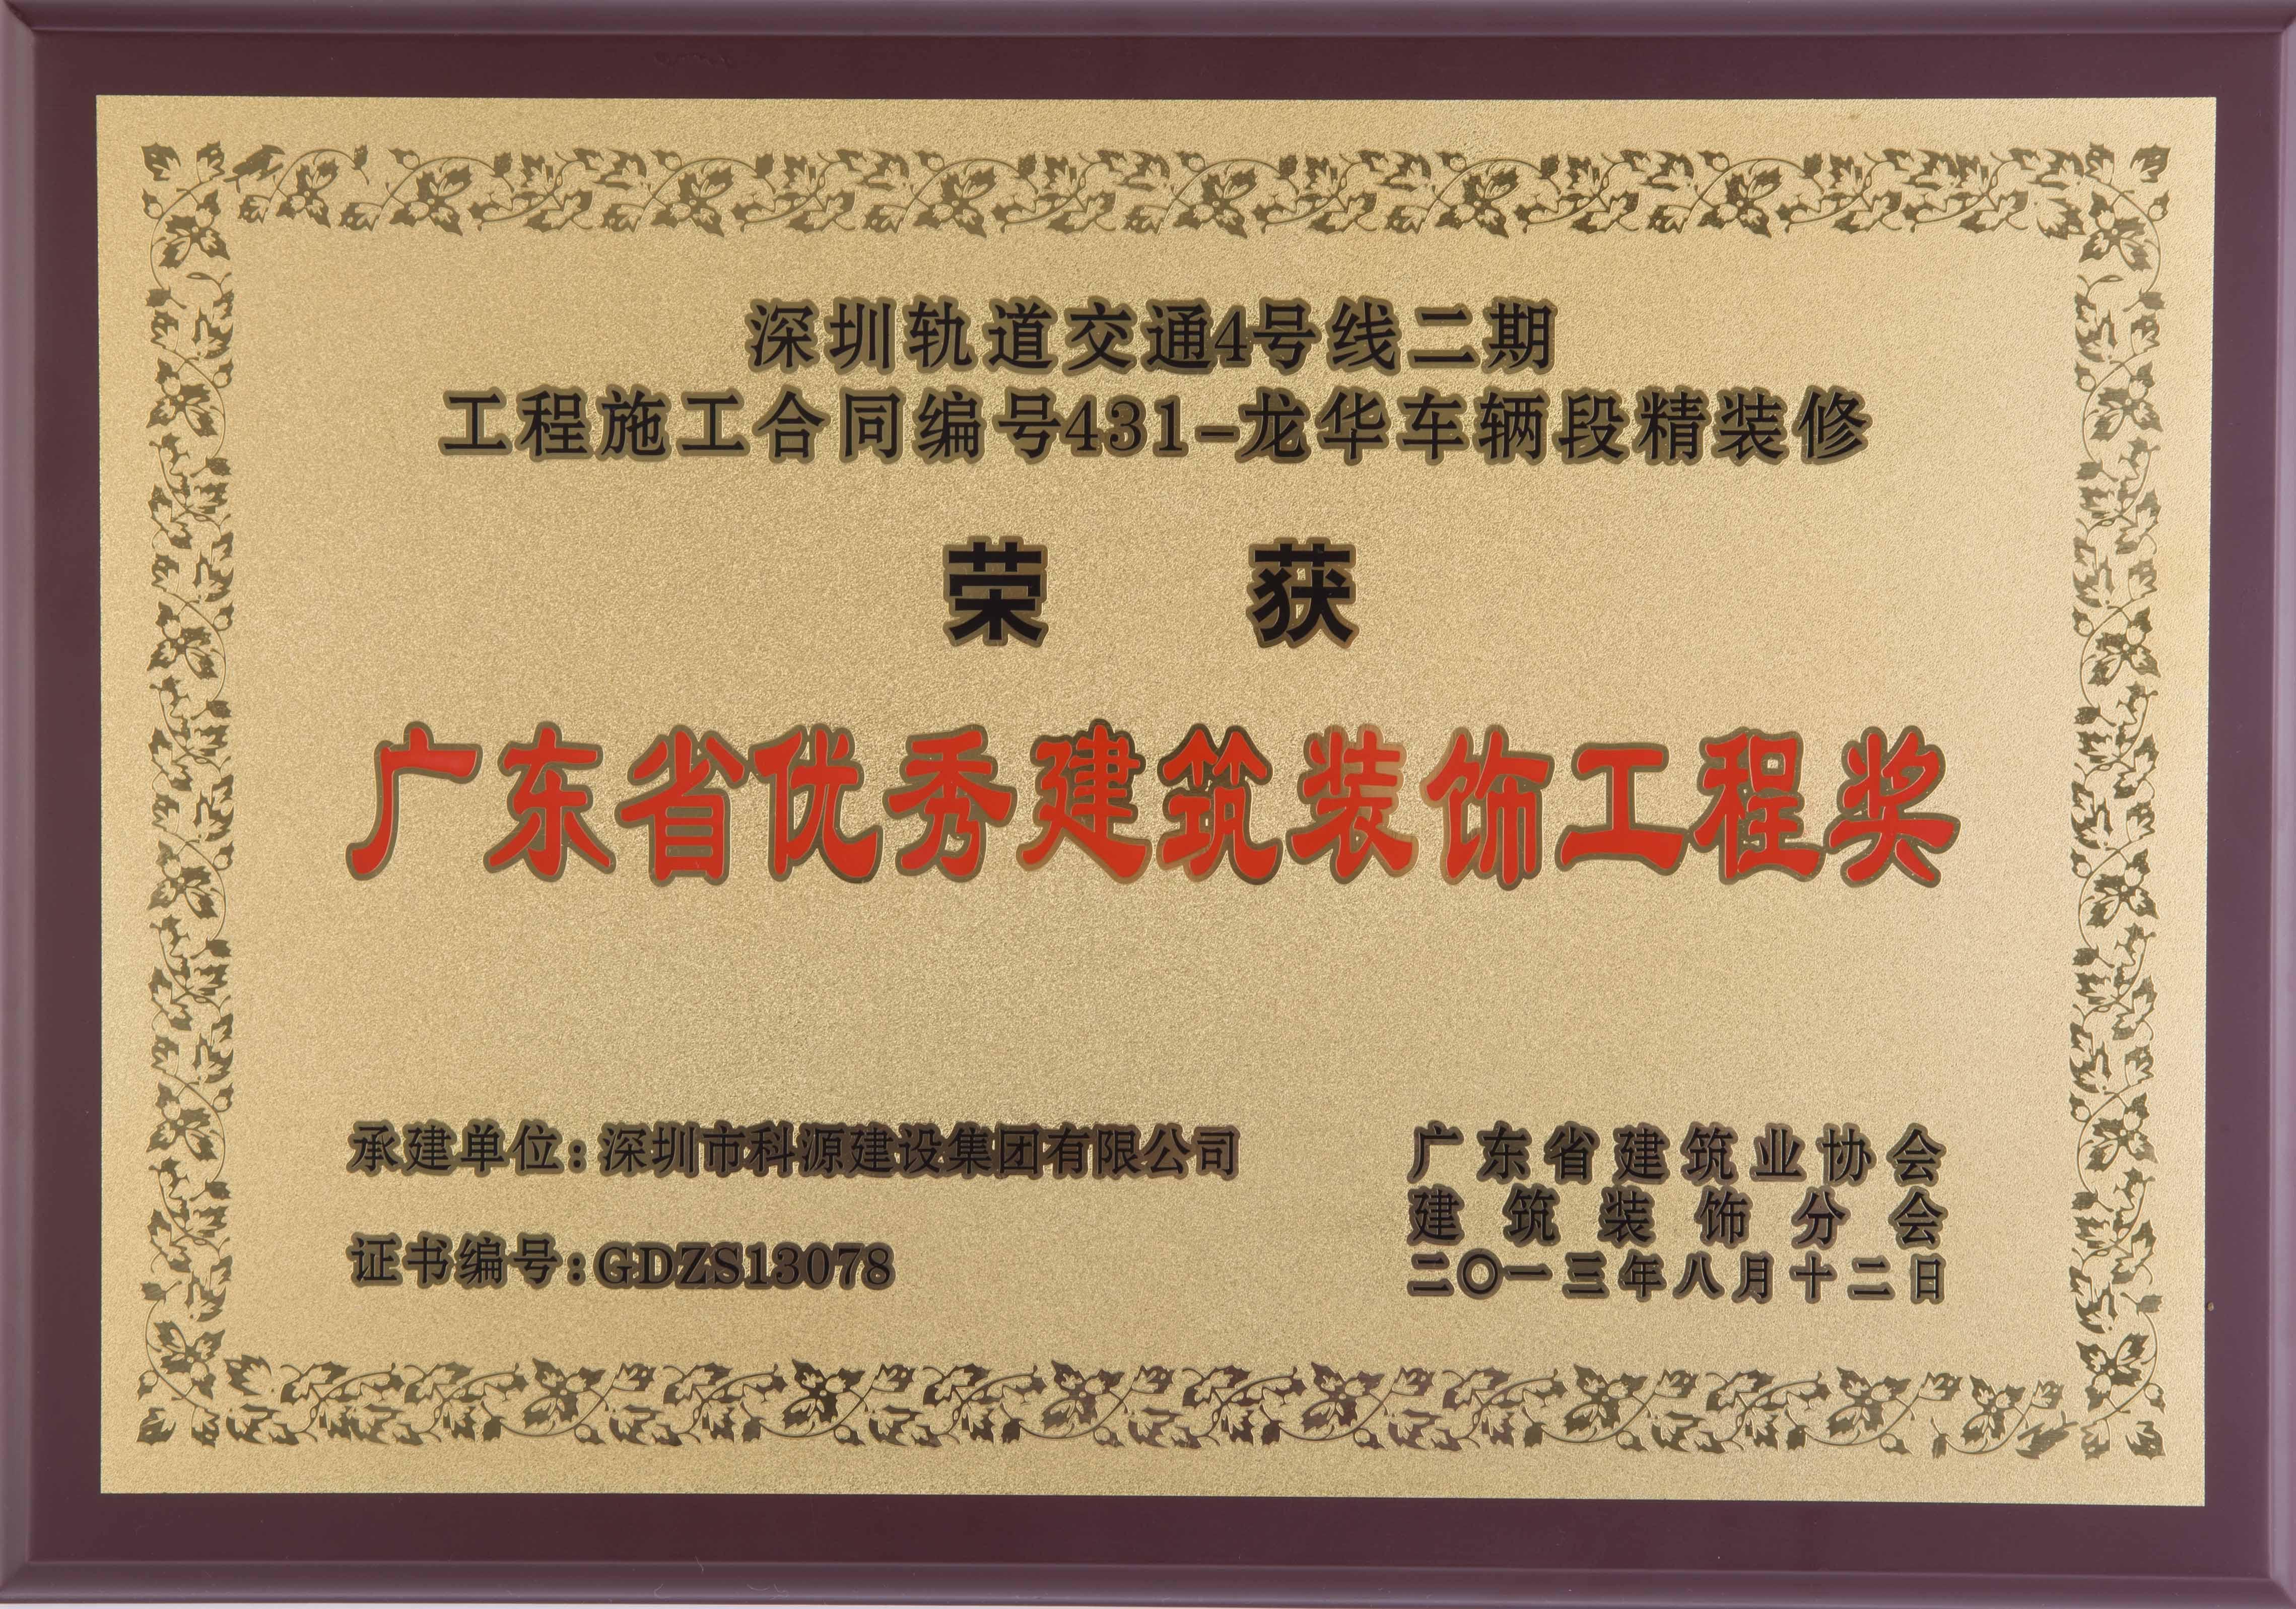 深圳轨道交通4号线二期
工程施工合同编号431-龙华车辆段精装修
荣获
广东省优秀建筑装饰工程奖
承建单位:深圳市科源建设集团有限公司
证书编号:GDZS13078
广东省建筑业协会
建筑装饰分会
二〇一三年八月十二日